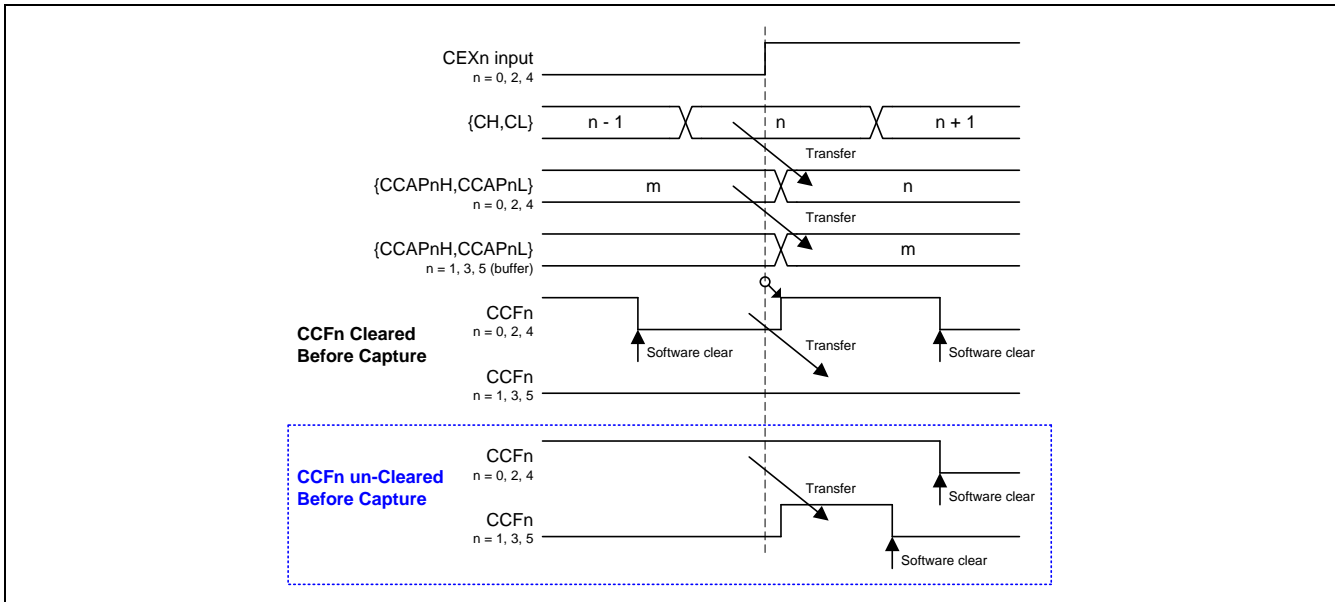 CEXn input
n = 0, 2, 4
{CH,CL}
n - 1
n
n + 1
Transfer
{CCAPnH,CCAPnL}
n = 0, 2, 4
m
n
Transfer
{CCAPnH,CCAPnL}
n = 1, 3, 5 (buffer)
m
CCFn Cleared
Before Capture
CCFn
n = 0, 2, 4
Software clear
Transfer
Software clear
CCFn
n = 1, 3, 5
CCFn un-Cleared
Before Capture
CCFn
n = 0, 2, 4
Transfer
Software clear
CCFn
n = 1, 3, 5
Software clear